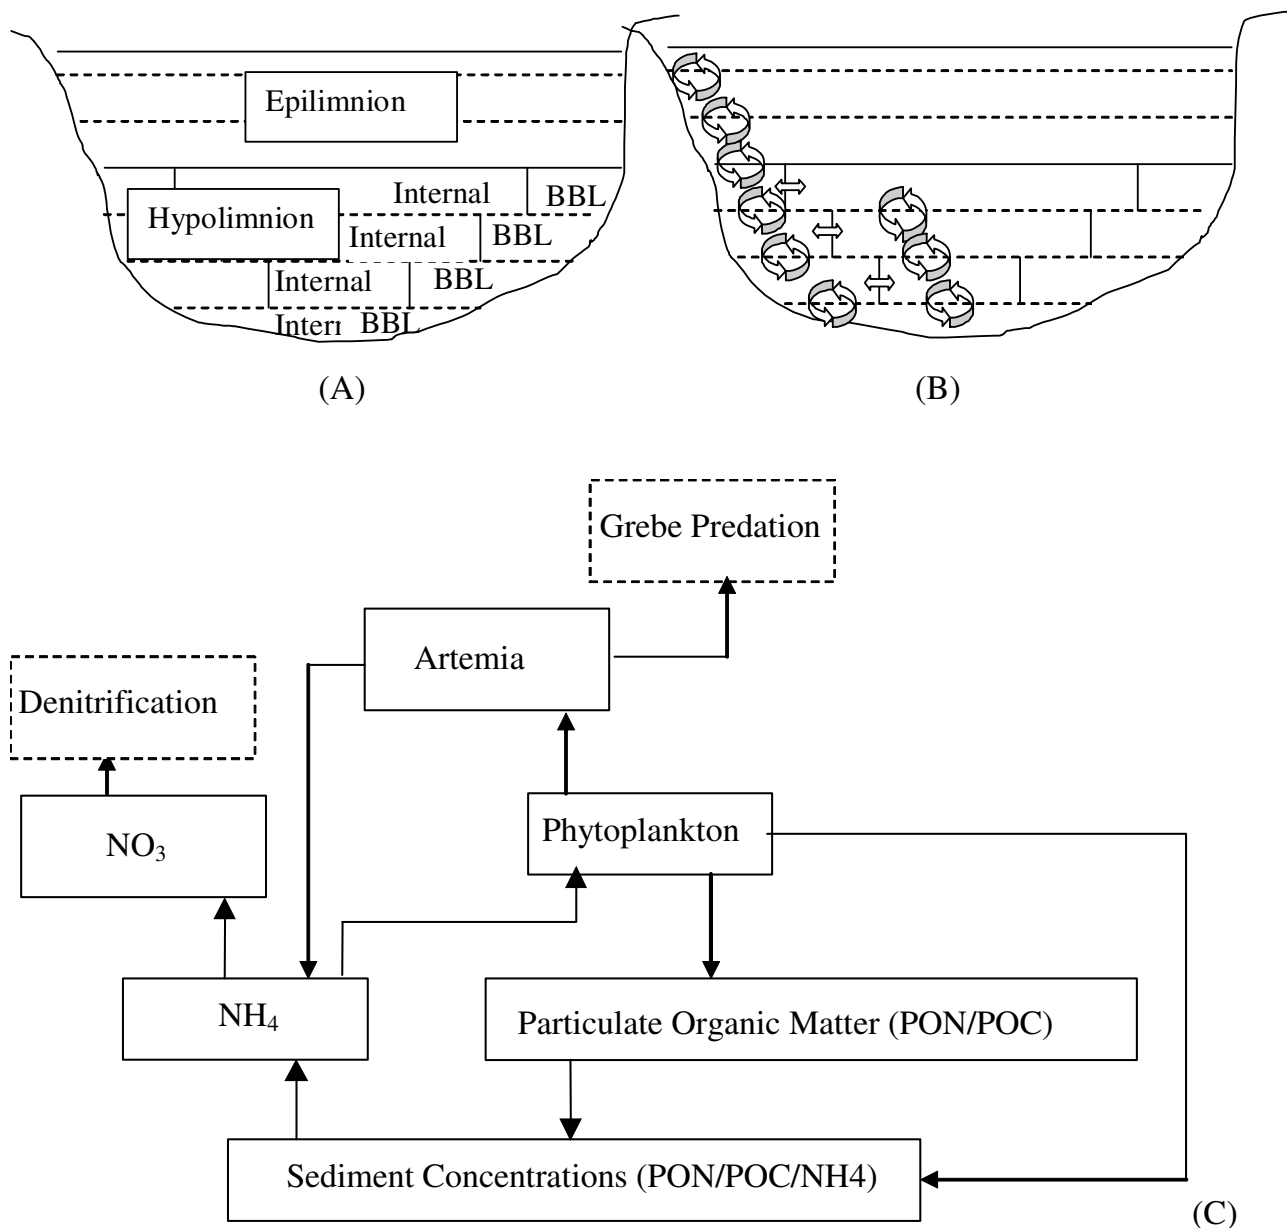 Epilimnion
Internal BBL
Hypolimnion
Internal BBL
Internal BBL
BBL
(A)
(B)
Grebe Predation
Artemia
Denitrification
Phytoplankton
NO₃
NH₄
Particulate Organic Matter (PON/POC)
Sediment Concentrations (PON/POC/NH4)
(C)